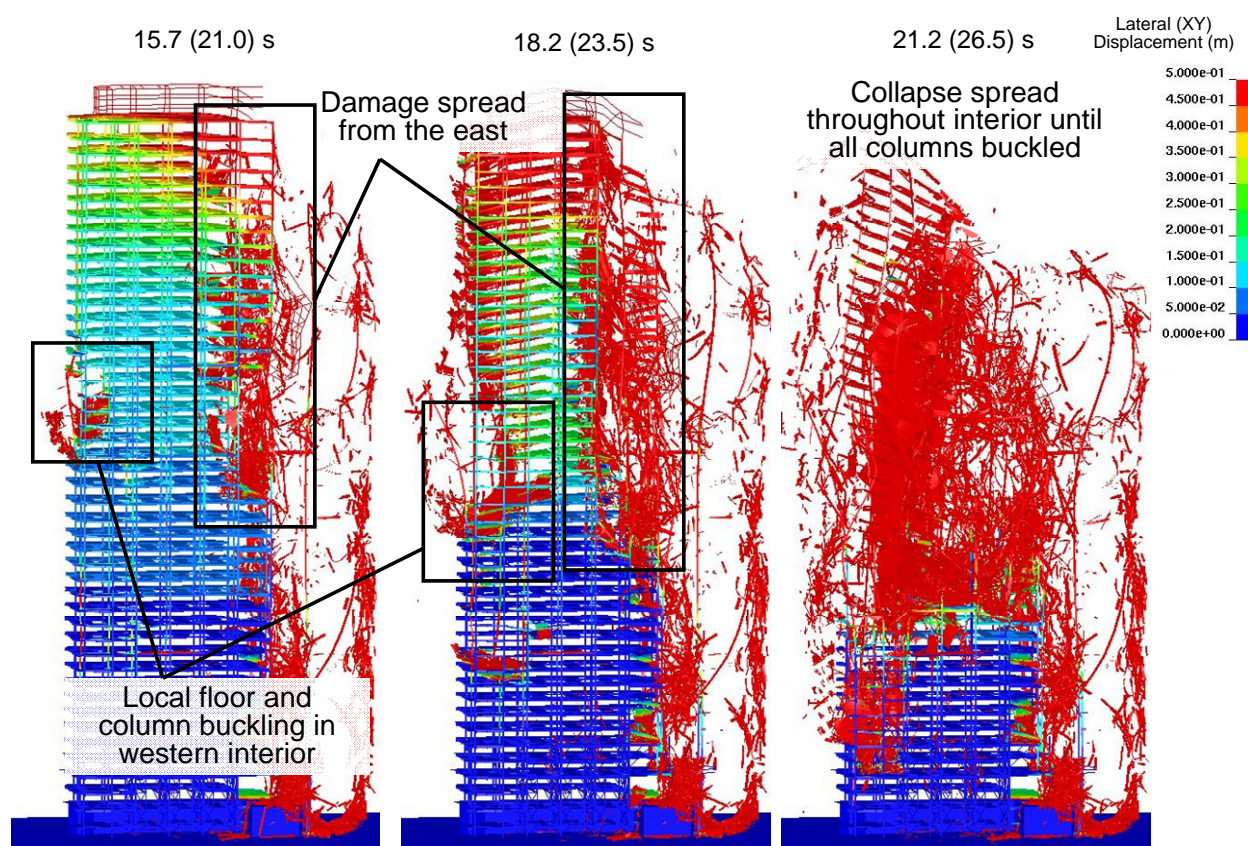 15.7 (21.0) s
18.2 (23.5) s
21.2 (26.5) s
Lateral (XY)
Displacement (m)
5.000e-01
4.500e-01
4.000e-01
3.500e-01
3.000e-01
2.500e-01
2.000e-01
1.500e-01
1.000e-01
5.000e-02
0.000e+00
Damage spread
from the east
Collapse spread
throughout interior until
all columns buckled
Local floor and
column buckling in
western interior